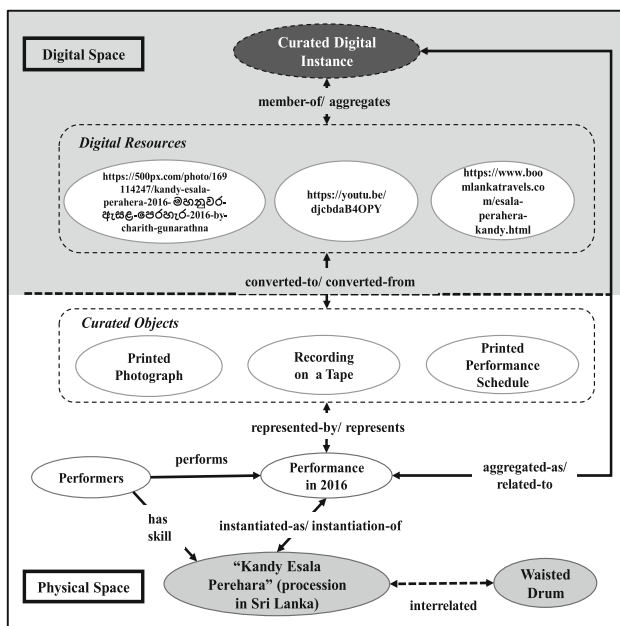 Digital Space
Curated Digital
Instance
member-of/ aggregates
Digital Resources
https://500px.com/photo/169
114247/kandy-esala-
perahera-2016- මහනුවර-
ඇසළ-පෙරහැර-2016-by-
charith-gunarathna
https://youtu.be/
djcbdaB4OPY
https://www.boo
mlankatravels.co
m/esala-
perahera-
kandy.html
converted-to/ converted-from
Curated Objects
Printed
Photograph
Recording
on a Tape
Printed
Performance
Schedule
represented-by/ represents
Performers
performs
Performance
in 2016
aggregated-as/
related-to
has
skill
instantiated-as/ instantiation-of
Physical Space
“Kandy Esala
Perehara” (procession
in Sri Lanka)
interrelated
Waisted
Drum